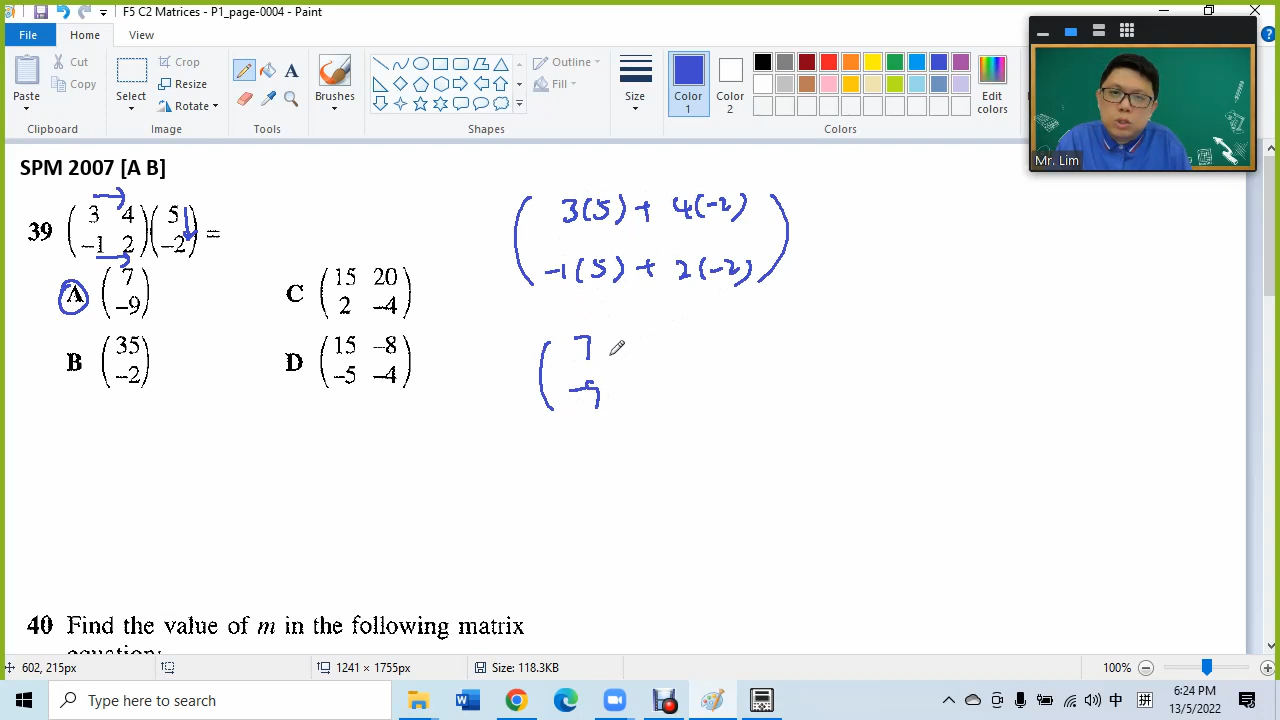 F5 C2 Matrices - P1_page-0004 - Paint
File Home View
Paste Cut Copy
Select Crop Resize Rotate
Brushes
Outline
Fill
Size
Color 1
Color 2
Edit colors
Clipboard Image Tools Shapes Colors
Mr. Lim
SPM 2007 [A B]
39 ( 3 4 ) ( 5 ) =
( -1 2 ) ( -2 )
A ( 7 )
( -9 )
C ( 15 20 )
( 2 -4 )
B ( 35 )
( -2 )
D ( 15 -8 )
( -5 -4 )
( 3(5) + 4(-2) )
( -1(5) + 2(-2) )
( 7
-9
40 Find the value of m in the following matrix
equation:
602, 215px 1241 × 1755px Size: 118.3KB 100%
Type here to search
中 拼 6:24 PM
13/5/2022